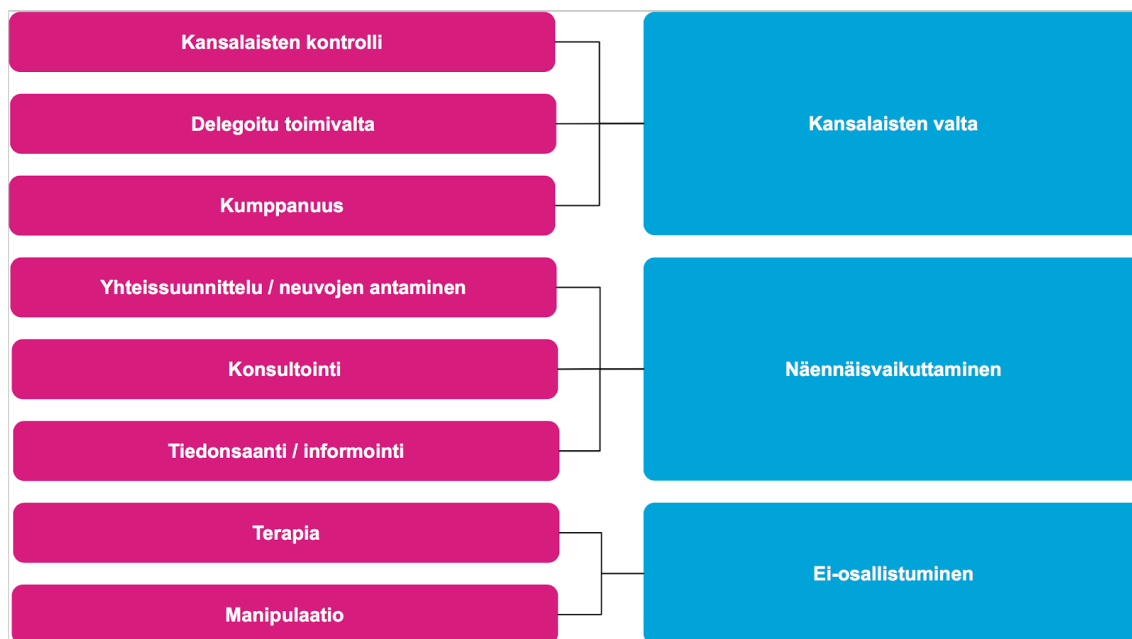 Kansalaisten kontrolli
Delegoitu toimivalta
Kumppanuus
Kansalaisten valta
Yhteissuunnittelu / neuvojen antaminen
Konsultointi
Tiedonsaanti / informointi
Näennäisvaikuttaminen
Terapia
Manipulaatio
Ei-osallistuminen